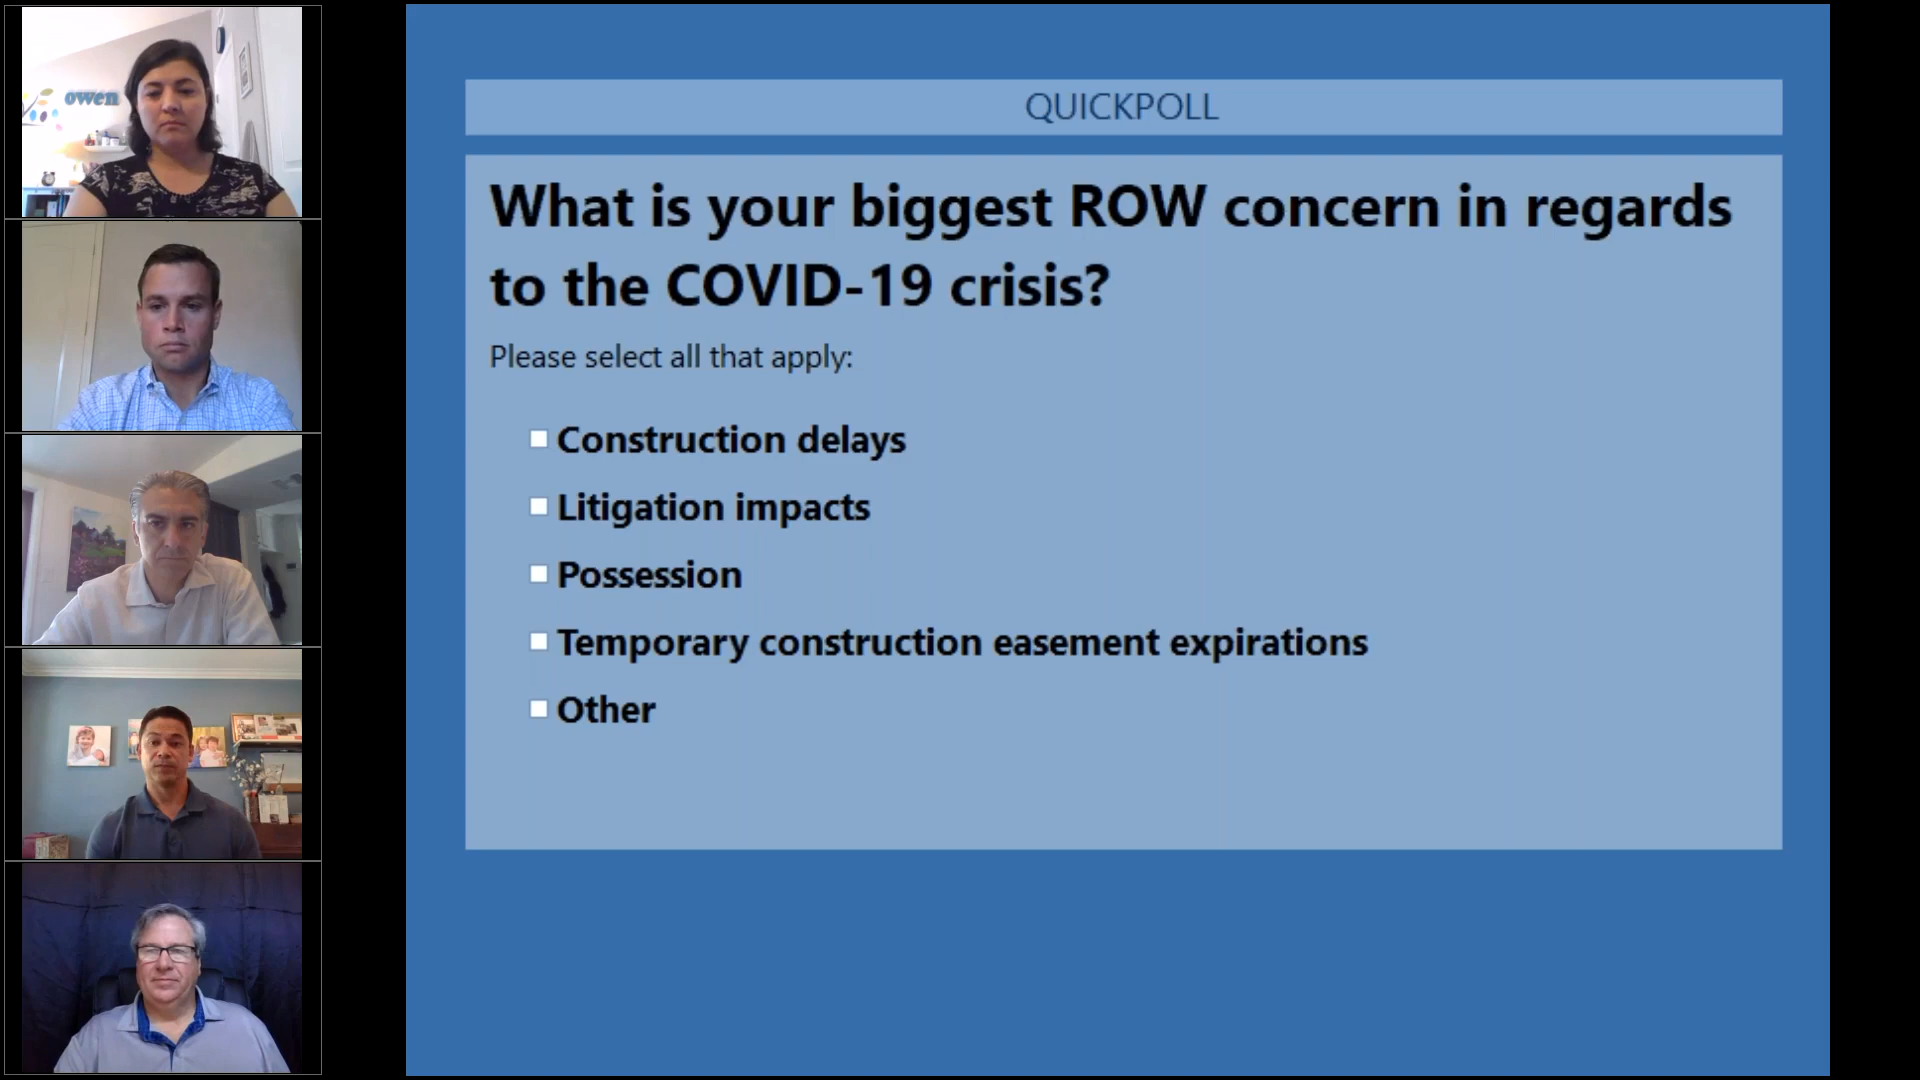 owen
QUICKPOLL
What is your biggest ROW concern in regards
to the COVID-19 crisis?
Please select all that apply:
Construction delays
Litigation impacts
Possession
Temporary construction easement expirations
Other